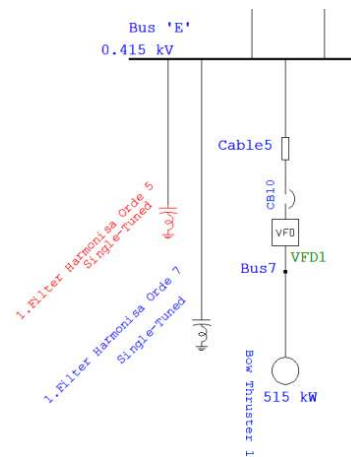 Bus 'E'
0.415 kV
Cable5
CB10
VFD
VFD1
Bus7
1.Filter Harmonisa Orde 5
Single-Tuned
1.Filter Harmonisa Orde 7
Single-Tuned
Bow Thruster 1
515 kW